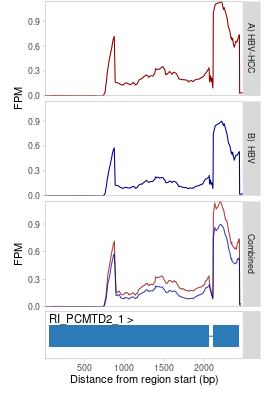 0.9
0.6
0.3
0.0
A) HBV-HCC
FPM
0.9
0.6
0.3
0.0
B) HBV
0.9
0.6
0.3
0.0
Combined
FPM
RI_PCMTD2_1 >
500 1000 1500 2000
Distance from region start (bp)